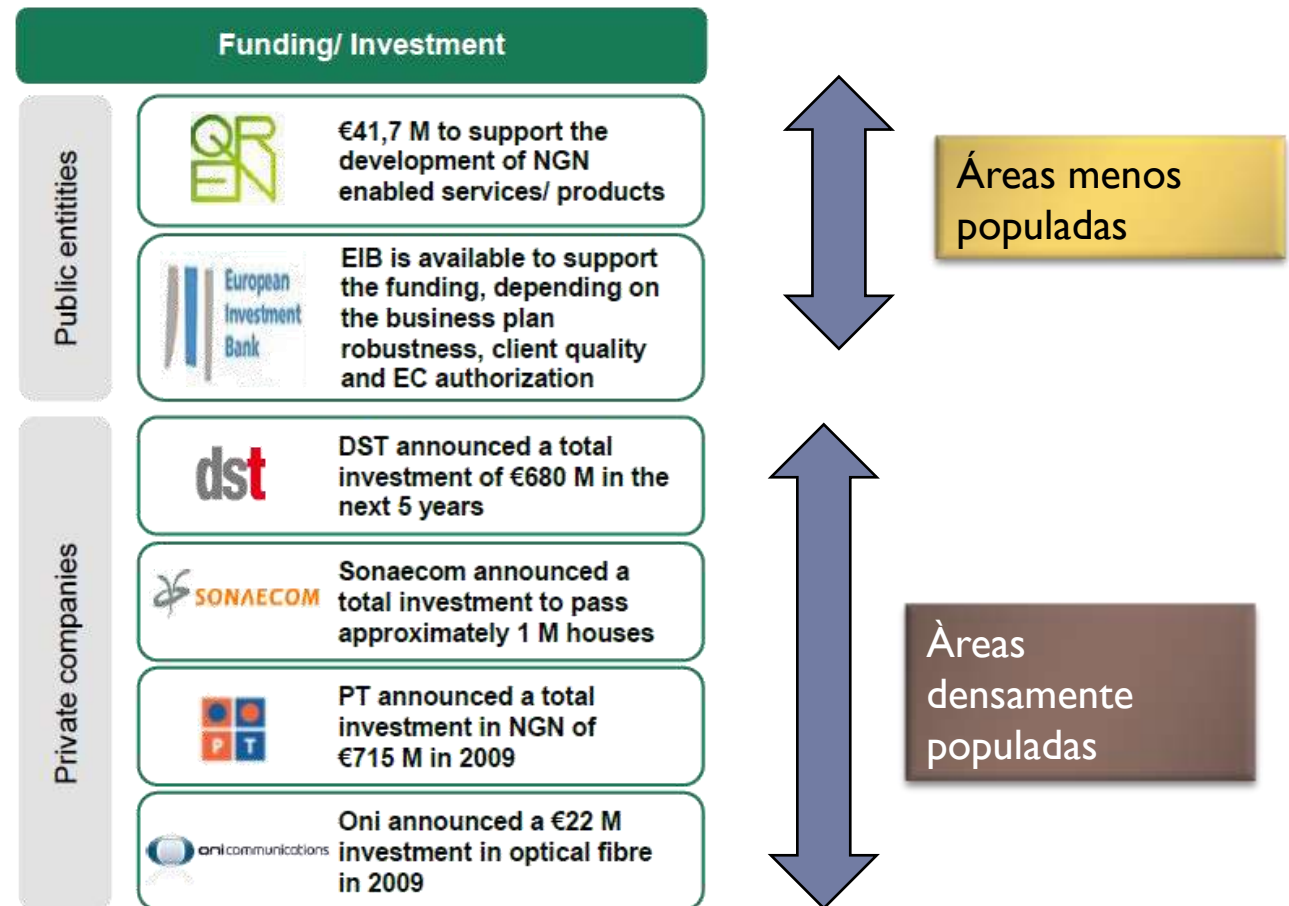 Funding/ Investment
Public entitities
QREN
€41,7 M to support the
development of NGN
enabled services/ products
European
Investment
Bank
EIB is available to support
the funding, depending on
the business plan
robustness, client quality
and EC authorization
Áreas menos
populadas
Private companies
dst
DST announced a total
investment of €680 M in the
next 5 years
SONAECOM
Sonaecom announced a
total investment to pass
approximately 1 M houses
PT
PT announced a total
investment in NGN of
€715 M in 2009
onicommunications
Oni announced a €22 M
investment in optical fibre
in 2009
Àreas
densamente
populadas